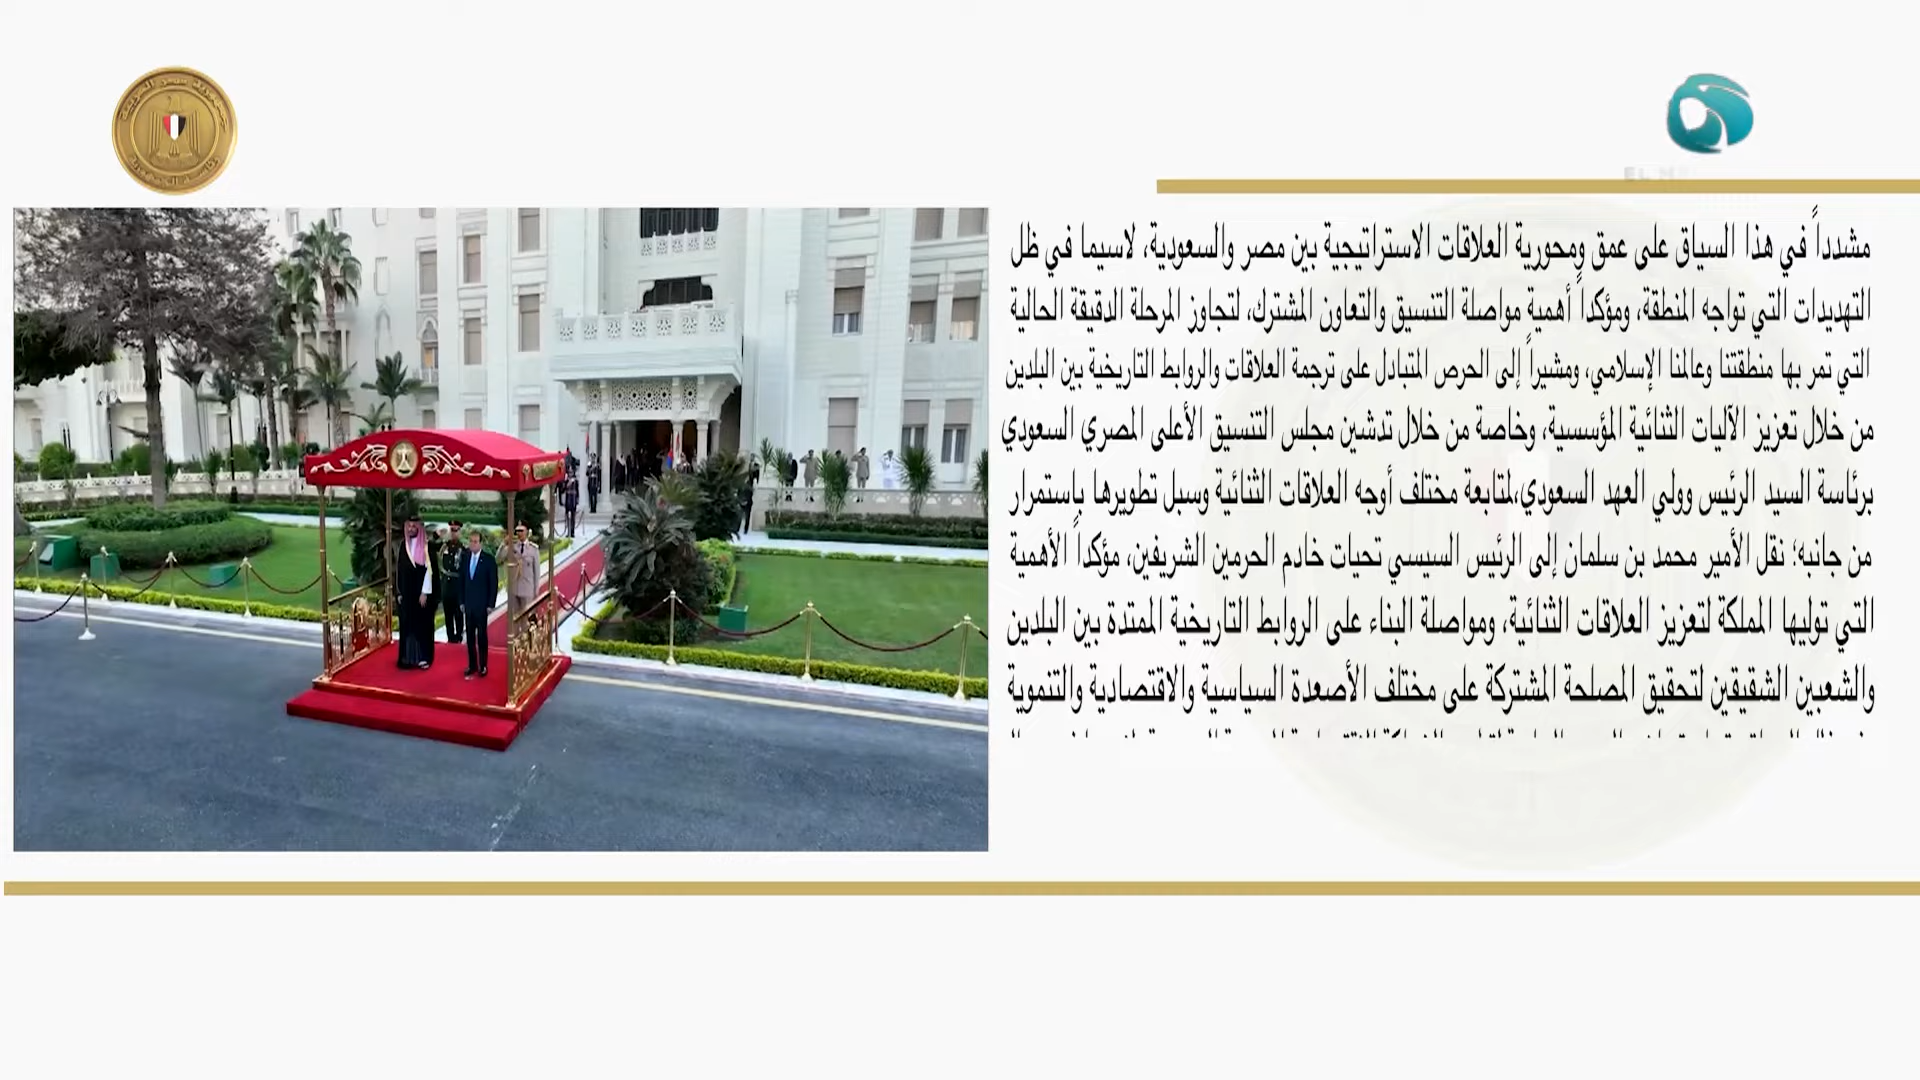 مشدداً في هذا السياق على عمق ومحورية العلاقات الاستراتيجية بين مصر والسعودية، لاسيما في ظل
التهديدات التي تواجه المنطقة، ومؤكداً أهمية مواصلة التنسيق والتعاون المشترك، لتجاوز المرحلة الدقيقة الحالية
التي تمر بها منطقتنا وعالمنا الإسلامي، ومشيراً إلى الحرص المتبادل على ترجمة العلاقات والروابط التاريخية بين البلدين
من خلال تعزيز الآليات الثنائية المؤسسية، وخاصة من خلال تدشين مجلس التنسيق الأعلى المصري السعودي
برئاسة السيد الرئيس وولي العهد السعودي،لمتابعة مختلف أوجه العلاقات الثنائية وسبل تطويرها باستمرار
من جانبه؛ نقل الأمير محمد بن سلمان إلى الرئيس السيسي تحيات خادم الحرمين الشريفين، مؤكداً الأهمية
التي توليها المملكة لتعزيز العلاقات الثنائية، ومواصلة البناء على الروابط التاريخية الممتدة بين البلدين
والشعبين الشقيقين لتحقيق المصلحة المشتركة على مختلف الأصعدة السياسية والاقتصادية والتنموية